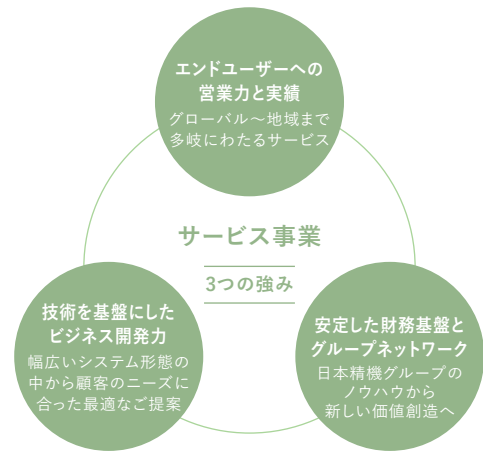 エンドユーザーへの
営業力と実績
グローバル〜地域まで
多岐にわたるサービス
サービス事業
3つの強み
技術を基盤にした
ビジネス開発力
幅広いシステム形態の
中から顧客のニーズに
合った最適なご提案
安定した財務基盤と
グループネットワーク
日本精機グループの
ノウハウから
新しい価値創造へ